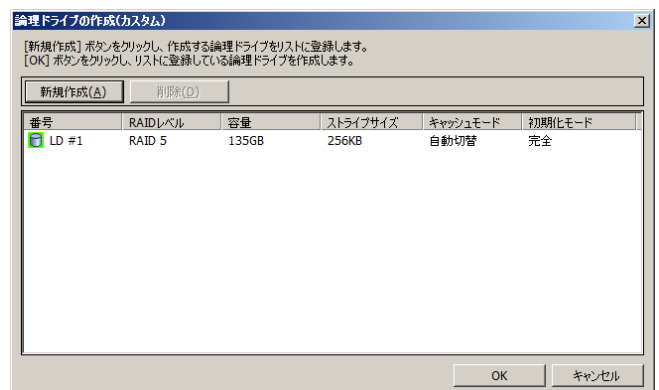 論理ドライブの作成(カスタム)
[新規作成] ボタンをクリックし、作成する論理ドライブをリストに登録します。
[OK] ボタンをクリックし、リストに登録している論理ドライブを作成します。
新規作成(A) 削除(D)
番号 RAIDレベル 容量 ストライプサイズ キャッシュモード 初期化モード
LD #1 RAID 5 135GB 256KB 自動切替 完全
OK キャンセル